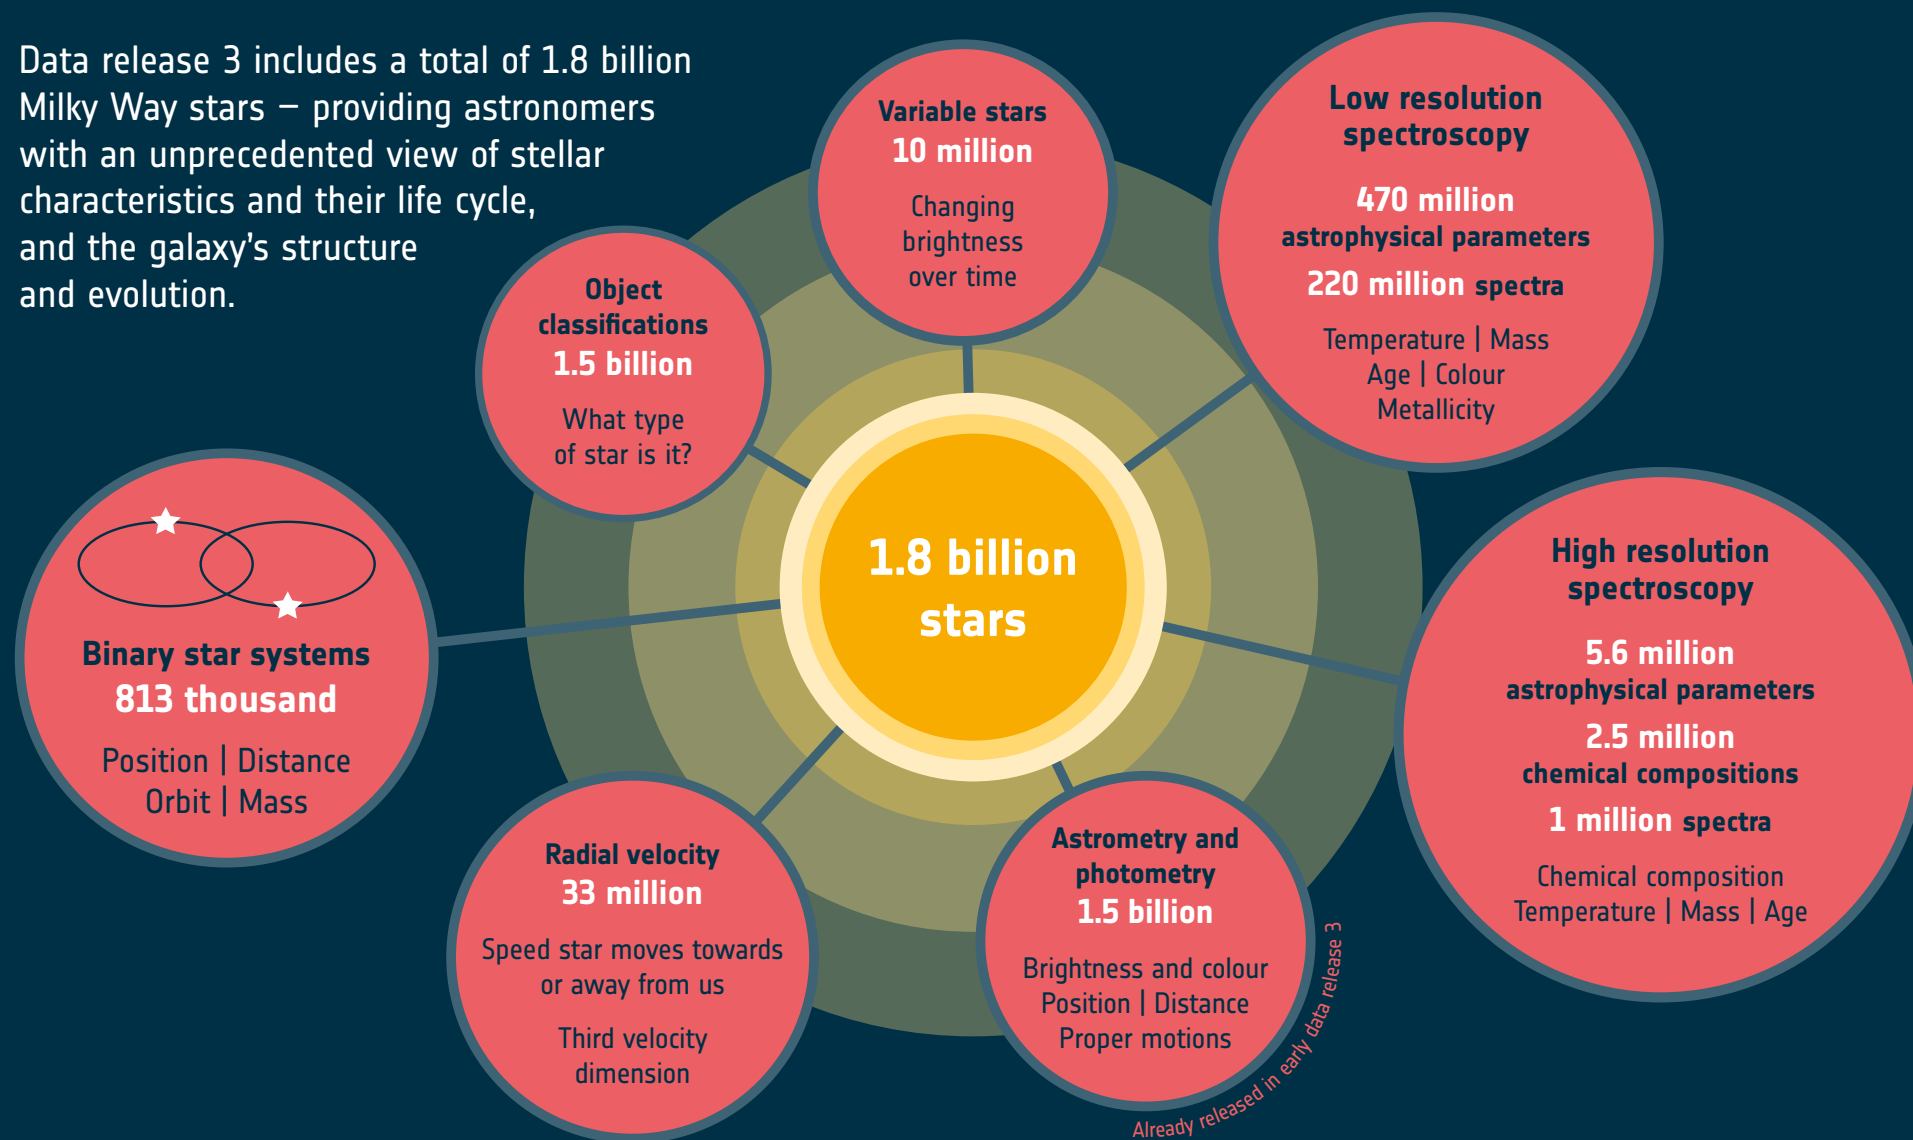 Data release 3 includes a total of 1.8 billion
Milky Way stars – providing astronomers
with an unprecedented view of stellar
characteristics and their life cycle,
and the galaxy's structure
and evolution.
Variable stars
10 million
Changing
brightness
over time
Low resolution
spectroscopy
470 million
astrophysical parameters
220 million spectra
Temperature | Mass
Age | Colour
Metallicity
Object
classifications
1.5 billion
What type
of star is it?
1.8 billion
stars
Binary star systems
813 thousand
Position | Distance
Orbit | Mass
High resolution
spectroscopy
5.6 million
astrophysical parameters
2.5 million
chemical compositions
1 million spectra
Chemical composition
Temperature | Mass | Age
Radial velocity
33 million
Speed star moves towards
or away from us
Third velocity
dimension
Astrometry and
photometry
1.5 billion
Brightness and colour
Position | Distance
Proper motions
Already released in early data release 3